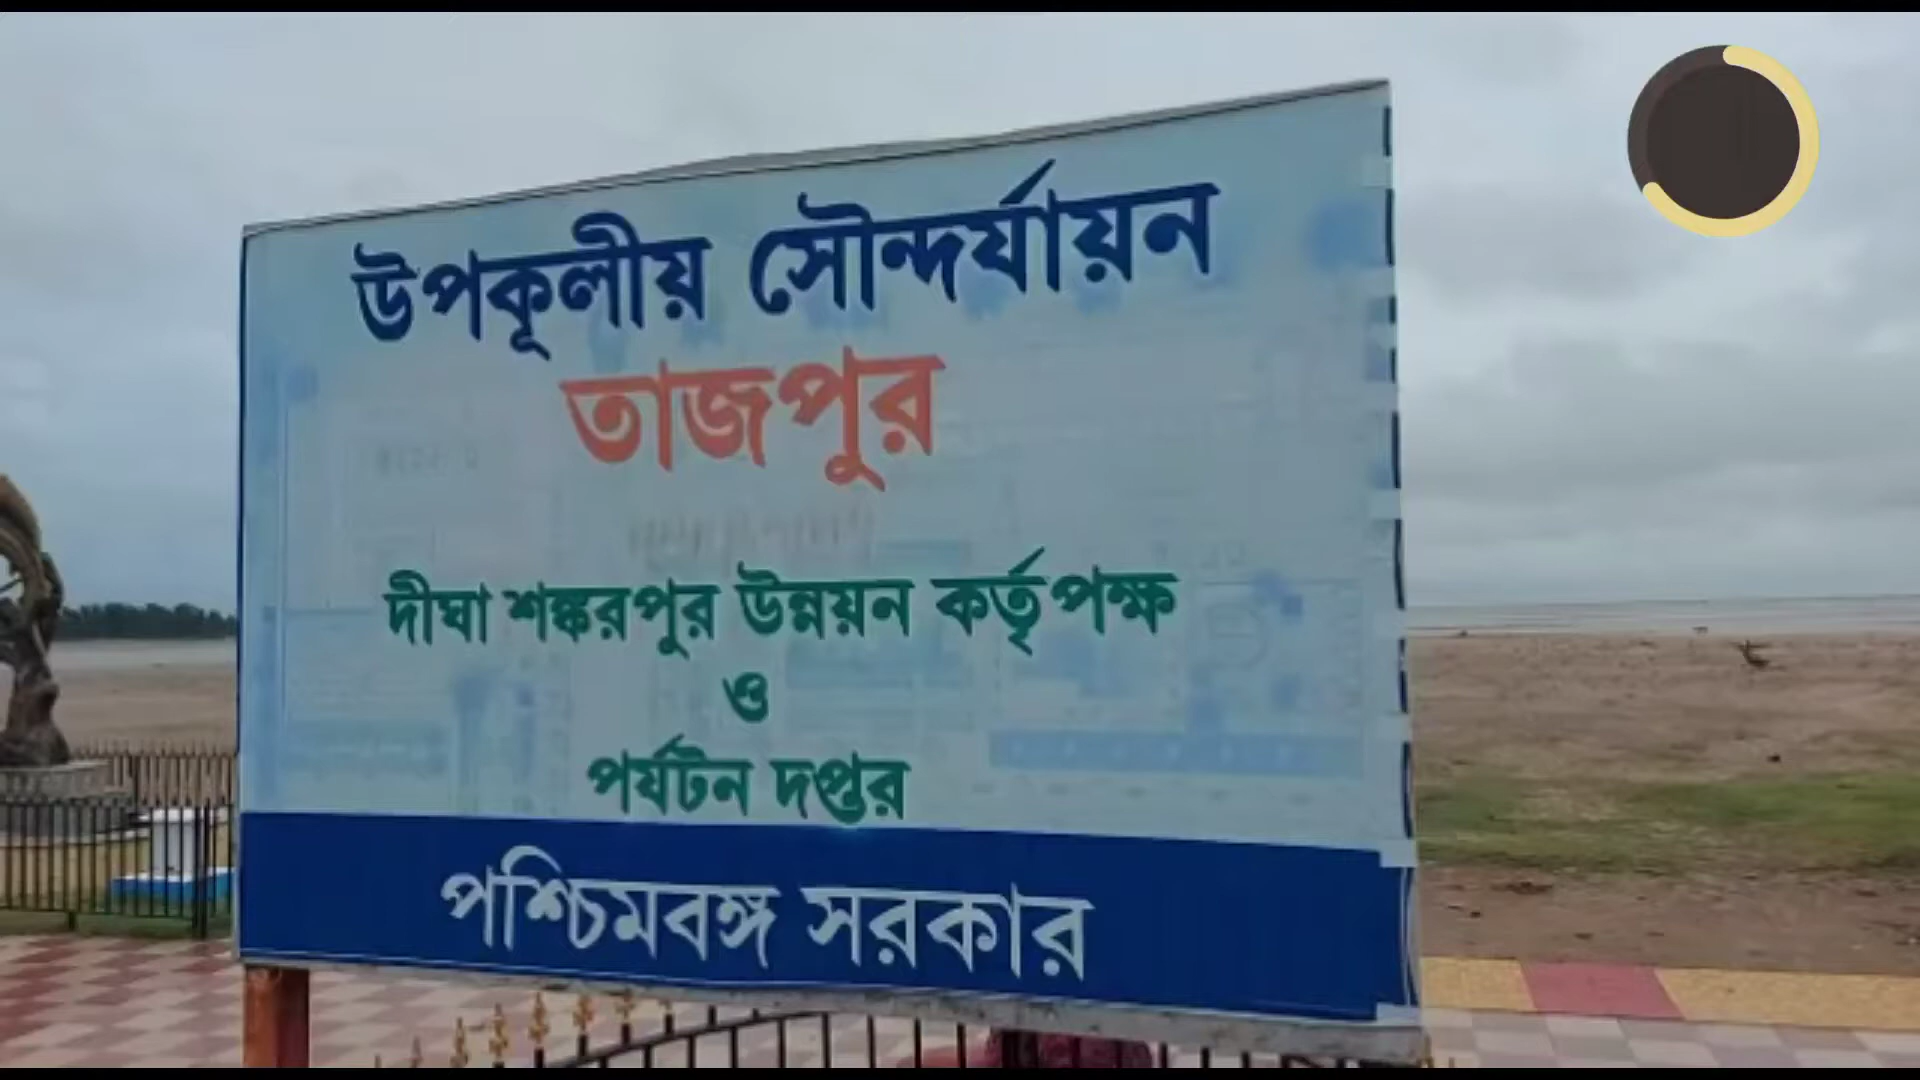 উপকূলীয় সৌন্দর্যায়ন
তাজপুর
দীঘা শঙ্করপুর উন্নয়ন কর্তৃপক্ষ
ও
পর্যটন দপ্তর
পশ্চিমবঙ্গ সরকার